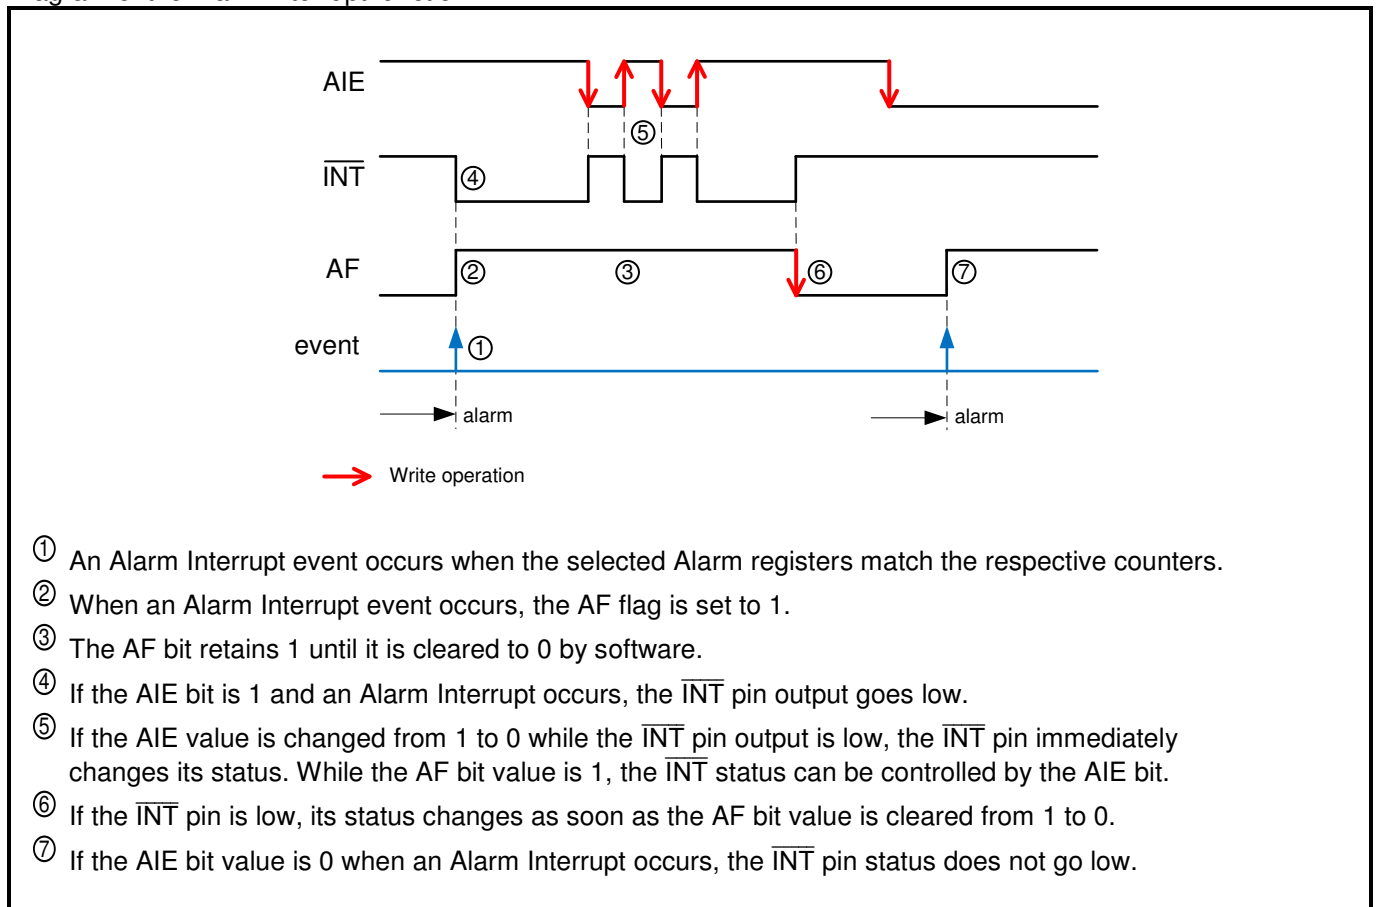 AIE
⑤
INT
④
AF
②
③
⑥
⑦
event
①
alarm
alarm
Write operation
① An Alarm Interrupt event occurs when the selected Alarm registers match the respective counters.
② When an Alarm Interrupt event occurs, the AF flag is set to 1.
③ The AF bit retains 1 until it is cleared to 0 by software.
④ If the AIE bit is 1 and an Alarm Interrupt occurs, the I̅N̅T̅ pin output goes low.
⑤ If the AIE value is changed from 1 to 0 while the I̅N̅T̅ pin output is low, the I̅N̅T̅ pin immediately
changes its status. While the AF bit value is 1, the I̅N̅T̅ status can be controlled by the AIE bit.
⑥ If the I̅N̅T̅ pin is low, its status changes as soon as the AF bit value is cleared from 1 to 0.
⑦ If the AIE bit value is 0 when an Alarm Interrupt occurs, the I̅N̅T̅ pin status does not go low.